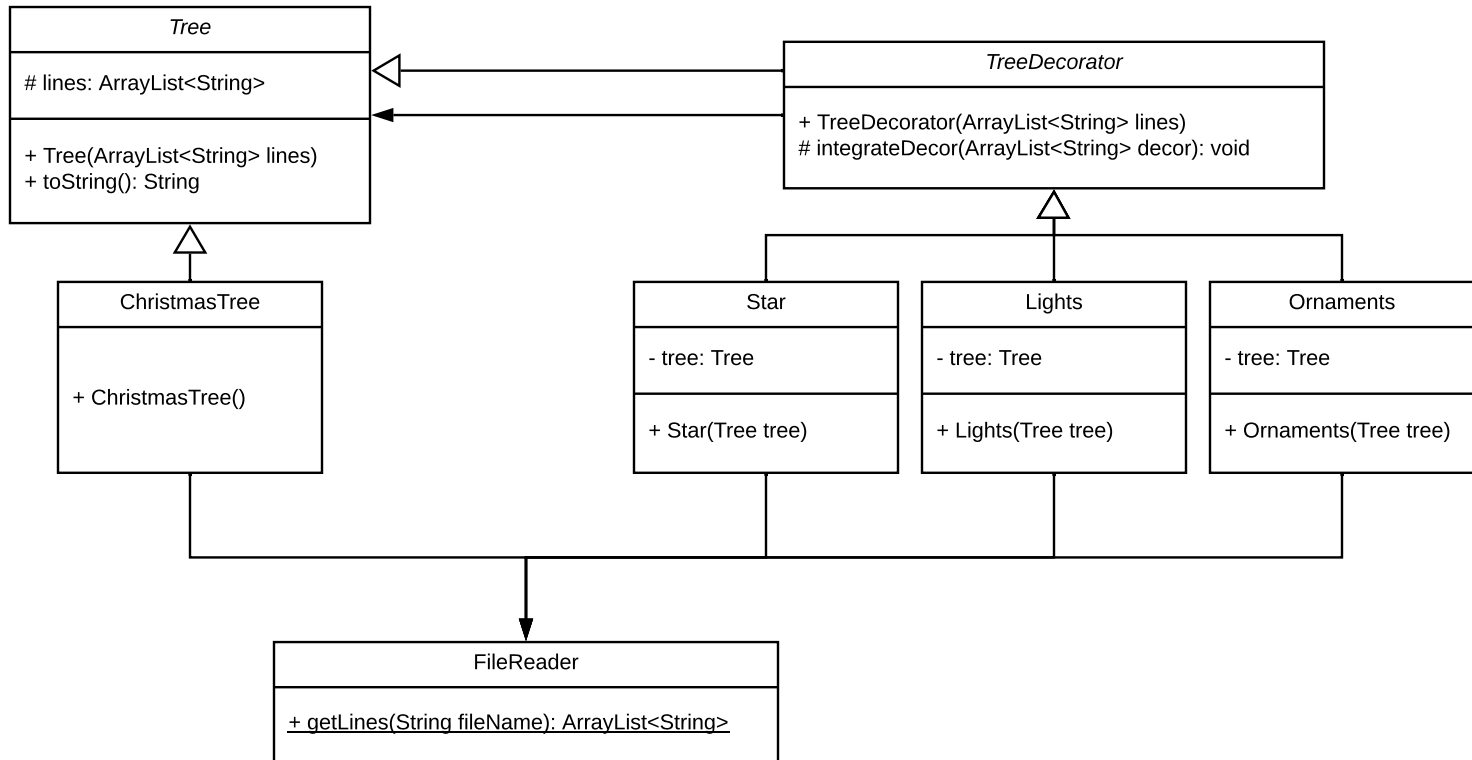 Tree
# lines: ArrayList<String>
+ Tree(ArrayList<String> lines)
+ toString(): String
TreeDecorator
+ TreeDecorator(ArrayList<String> lines)
# integrateDecor(ArrayList<String> decor): void
ChristmasTree
+ ChristmasTree()
Star
- tree: Tree
+ Star(Tree tree)
Lights
- tree: Tree
+ Lights(Tree tree)
Ornaments
- tree: Tree
+ Ornaments(Tree tree)
FileReader
+ getLines(String fileName): ArrayList<String>